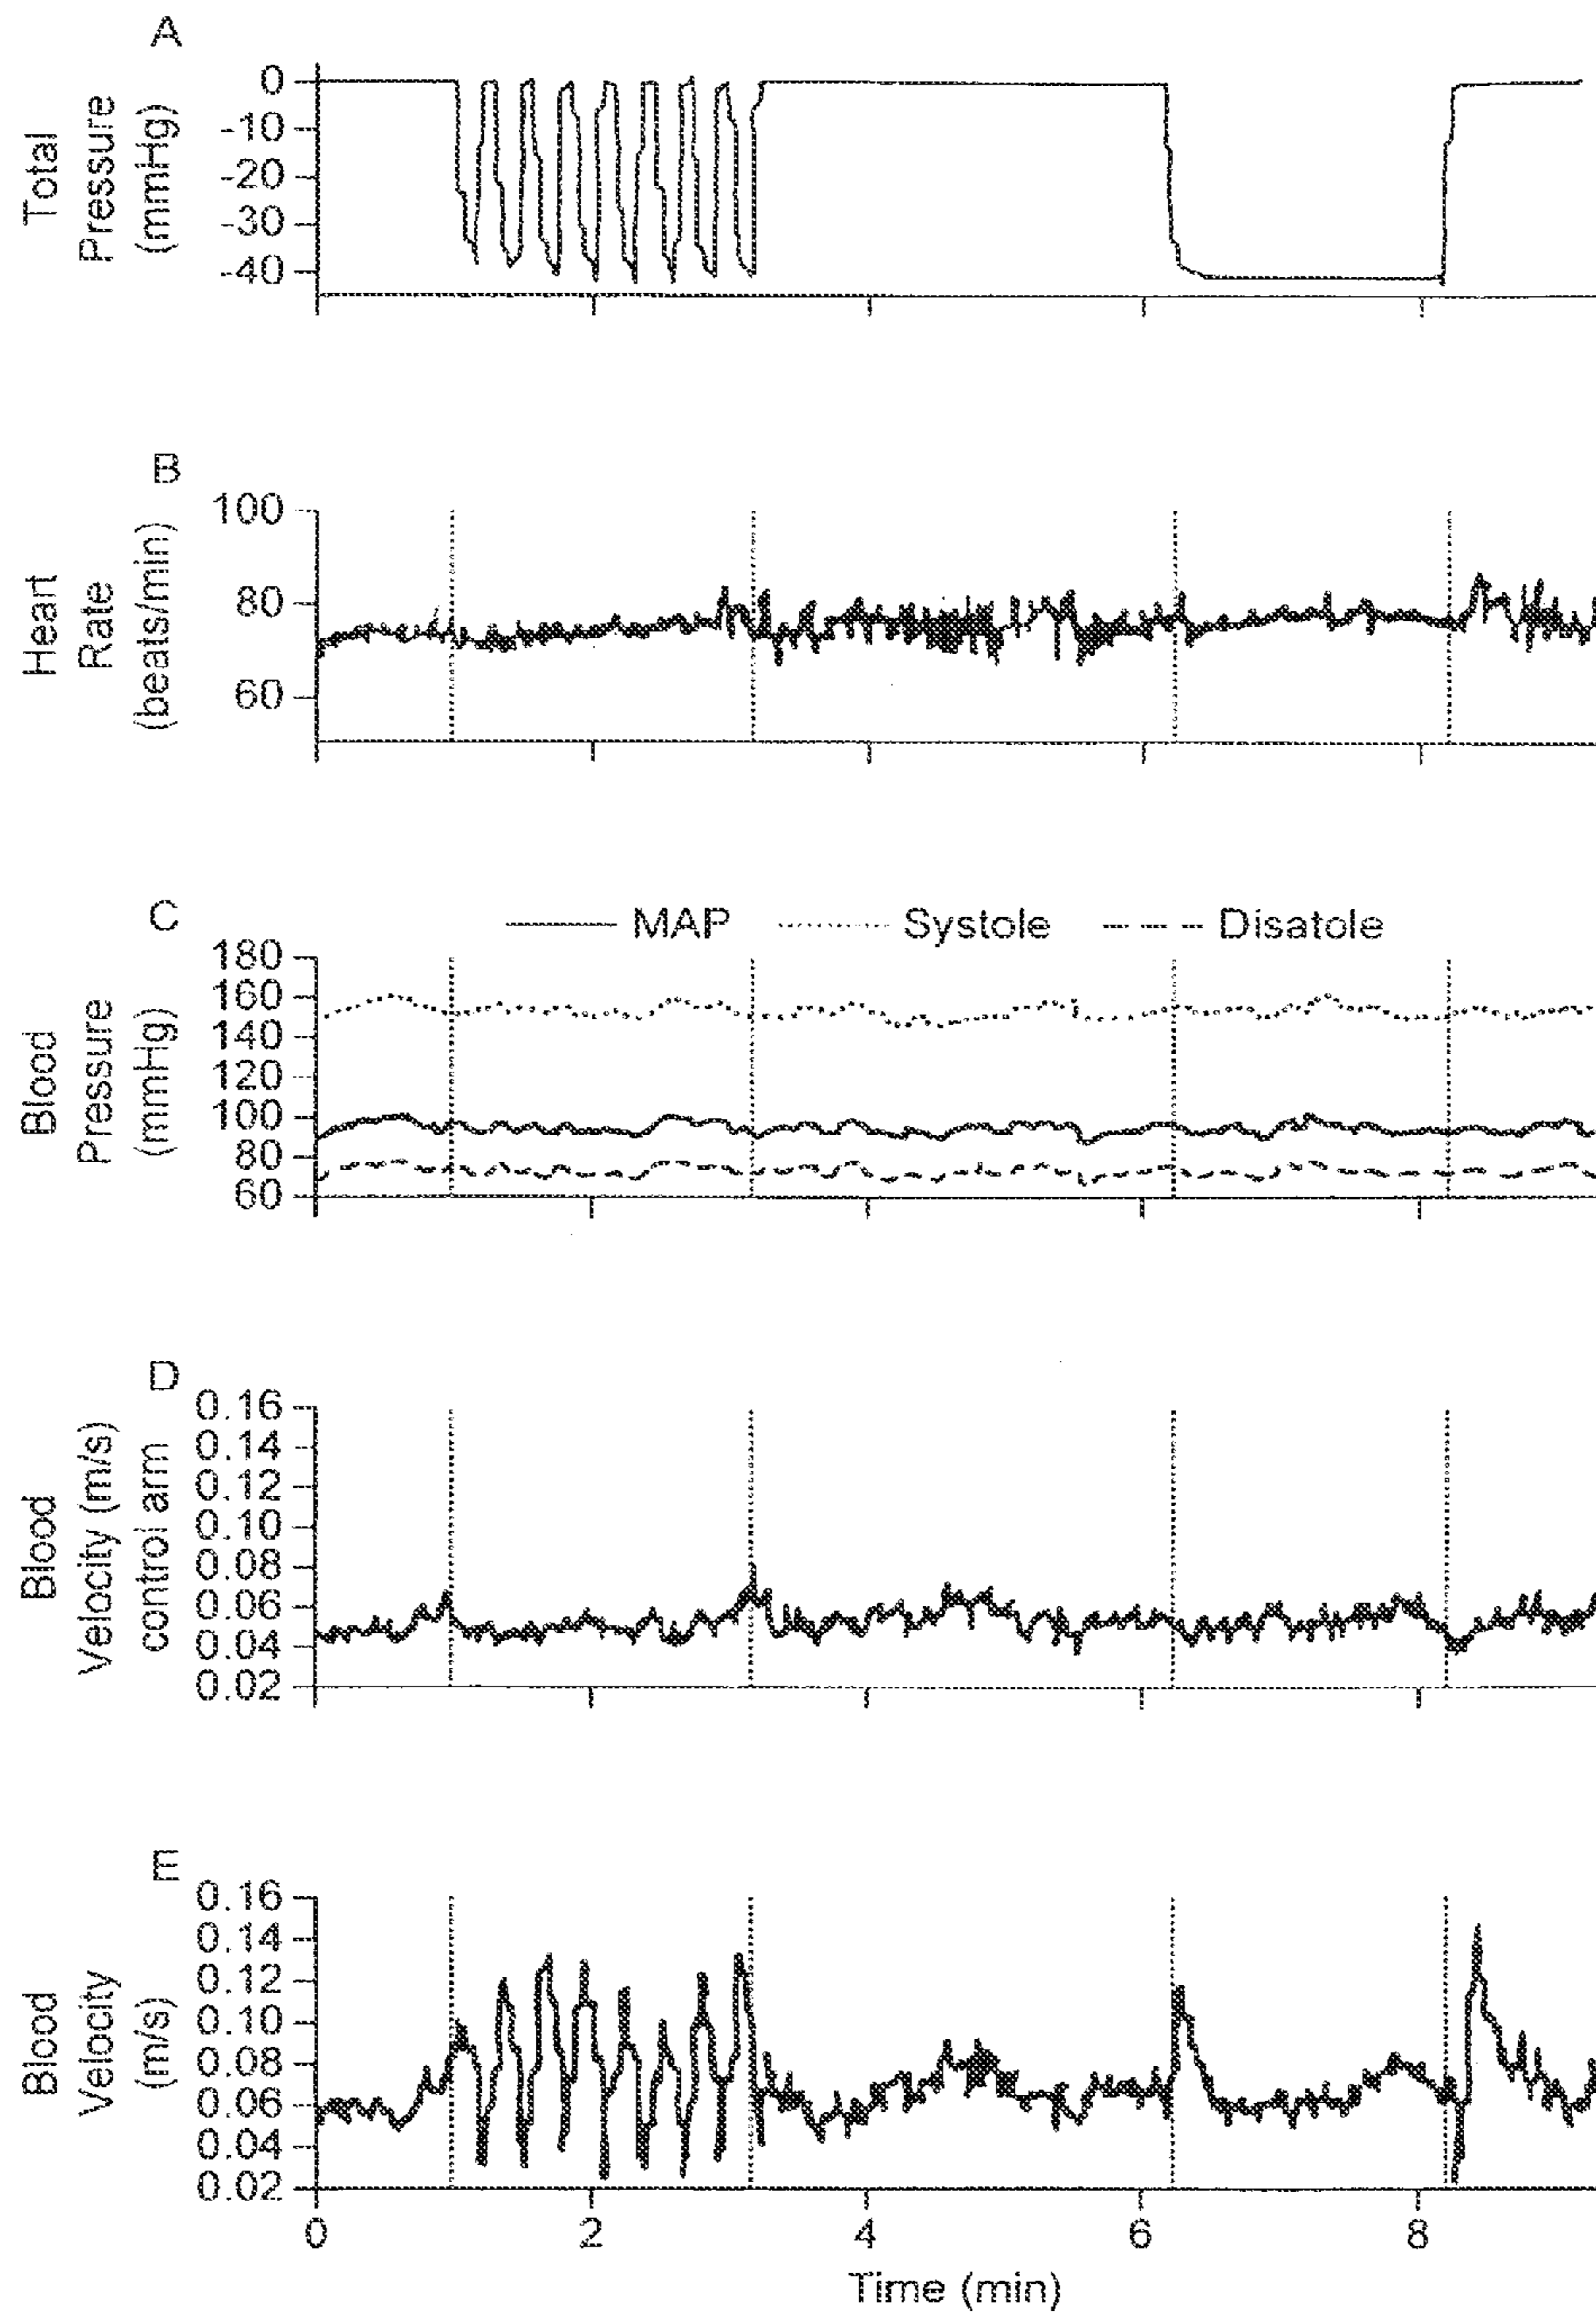 A
Total
Pressure
(mmHg)
0
-10
-20
-30
-40
B
Heart
Rate
(beats/min)
100
80
60
C
MAP Systole Disatole
Blood
Pressure
(mmHg)
180
160
140
120
100
80
60
D
Blood
Velocity (m/s)
control arm
0.16
0.14
0.12
0.10
0.08
0.06
0.04
0.02
E
Blood
Velocity
(m/s)
0.16
0.14
0.12
0.10
0.08
0.06
0.04
0.02
0 2 4 6 8
Time (min)